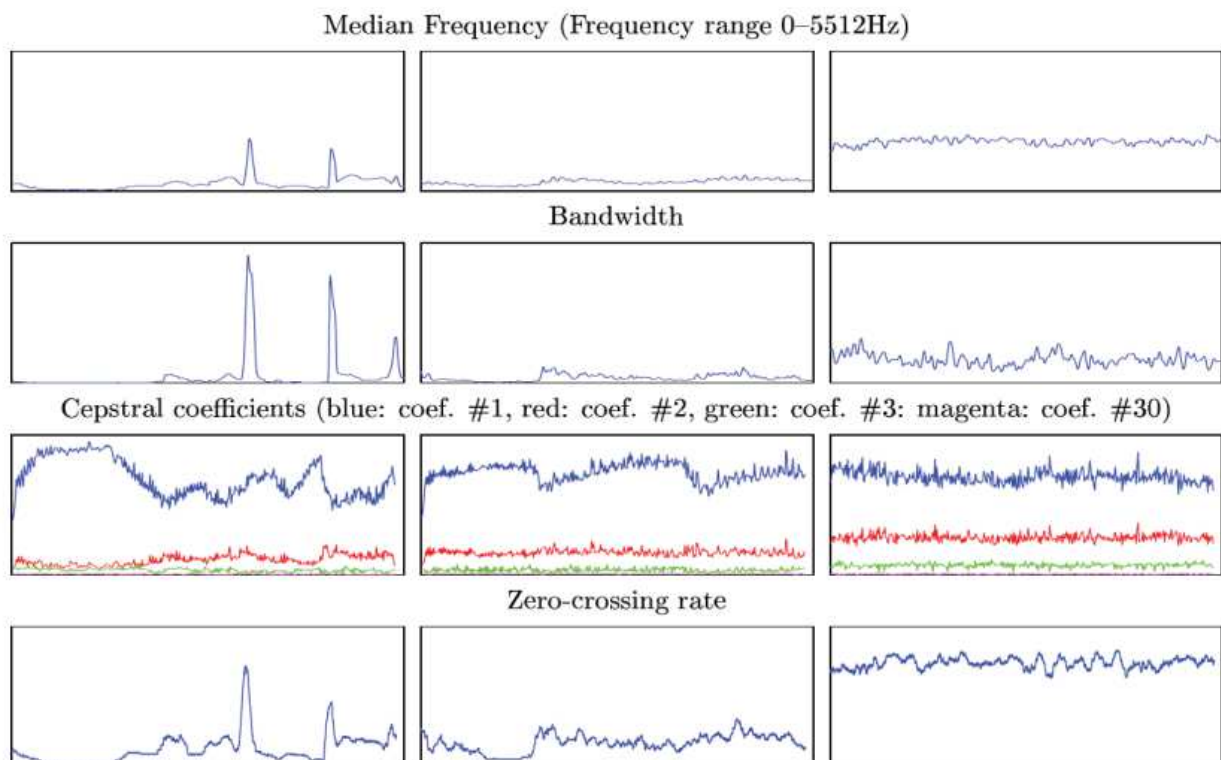 Median Frequency (Frequency range 0–5512Hz)
Bandwidth
Cepstral coefficients (blue: coef. #1, red: coef. #2, green: coef. #3: magenta: coef. #30)
Zero-crossing rate